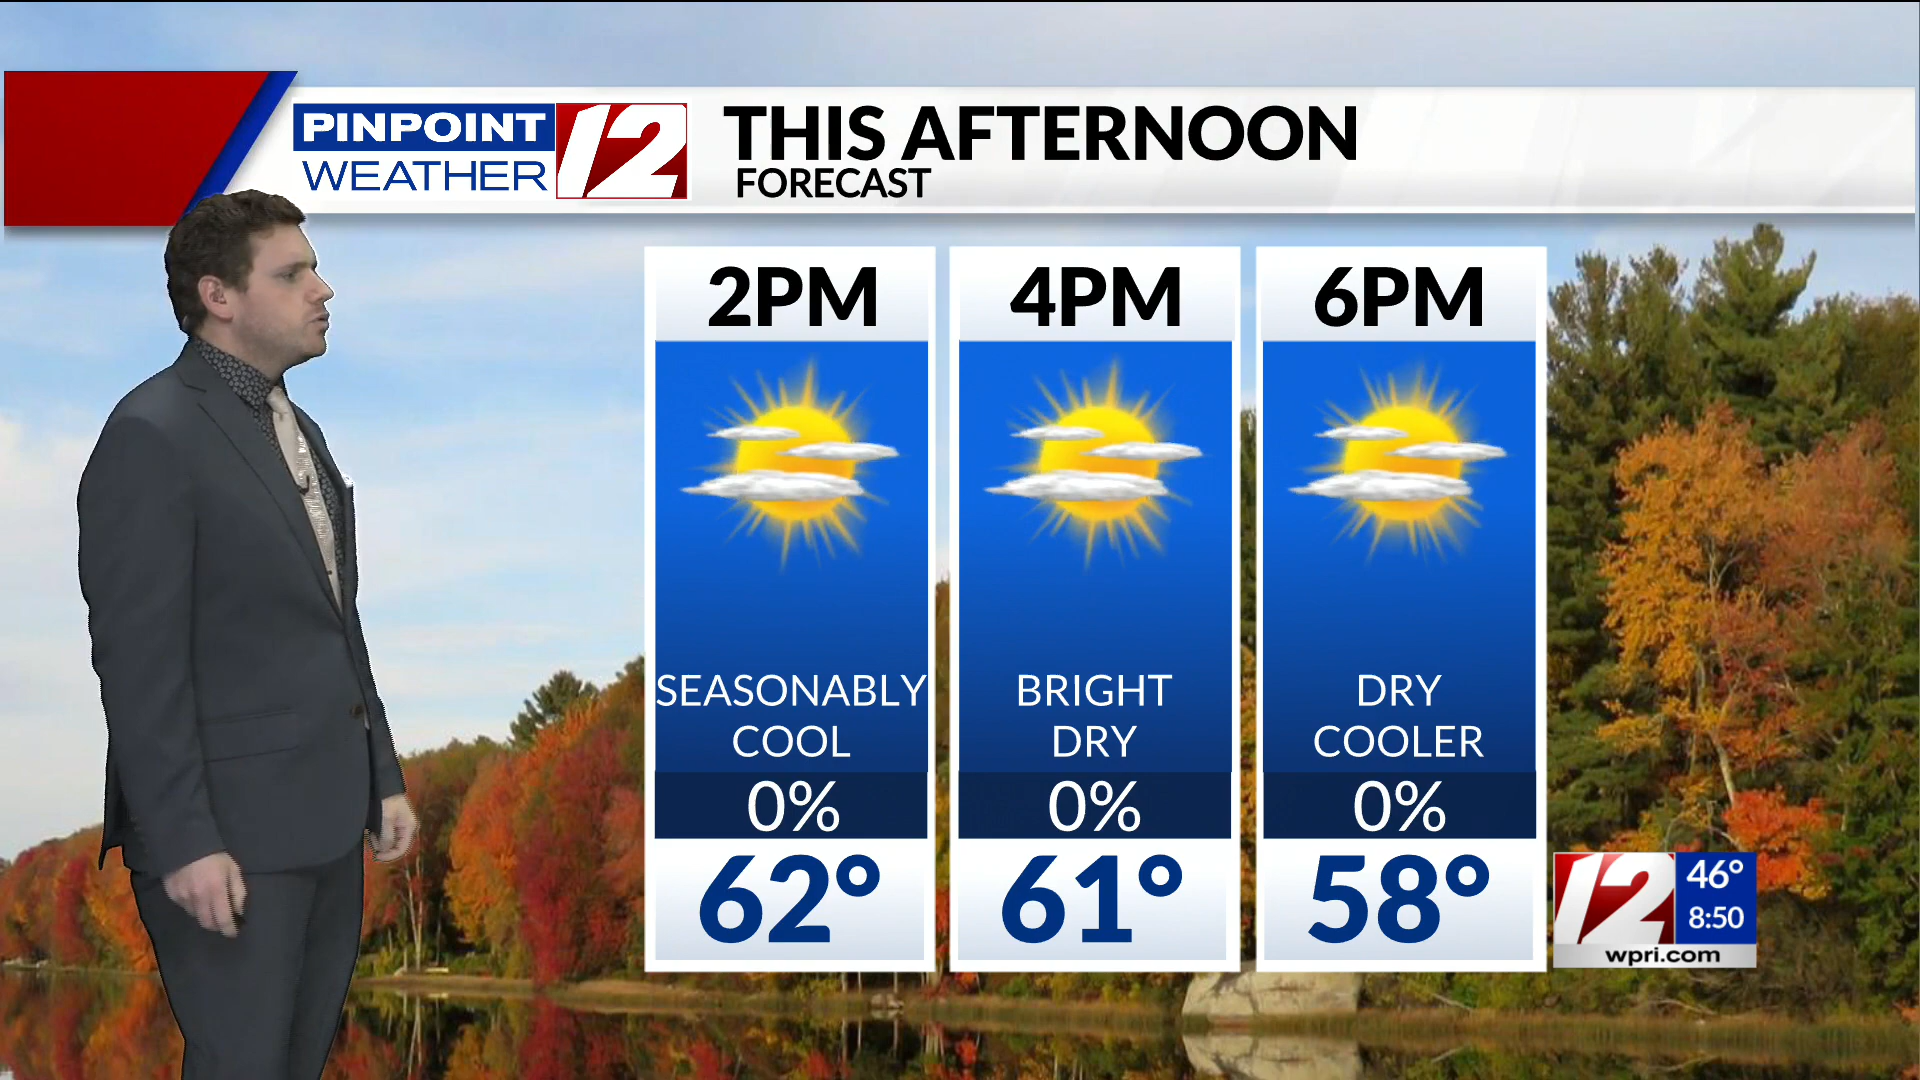 PINPOINT
WEATHER
12
THIS AFTERNOON
FORECAST
2PM
SEASONABLY
COOL
0%
62°
4PM
BRIGHT
DRY
0%
61°
6PM
DRY
COOLER
0%
58°
12
46°
8:50
wpri.com